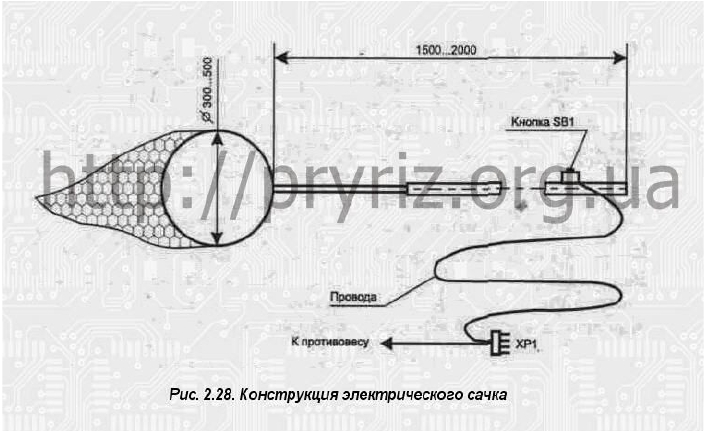 1500...2000
Ø 300...500
Кнопка SB1
http://pryriz.org.ua
Провода
К противовесу
XP1
Рис. 2.28. Конструкция электрического сачка